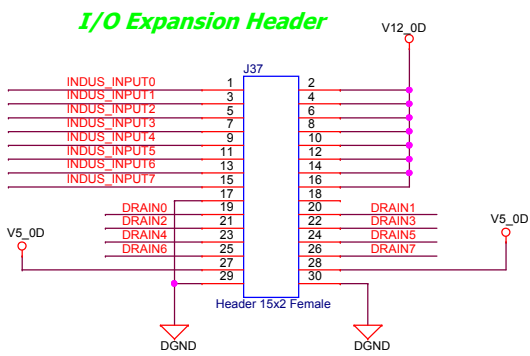 I/O Expansion Header
V12_0D
J37
INDUS_INPUT0 1 2
INDUS_INPUT1 3 4
INDUS_INPUT2 5 6
INDUS_INPUT3 7 8
INDUS_INPUT4 9 10
INDUS_INPUT5 11 12
INDUS_INPUT6 13 14
INDUS_INPUT7 15 16
17 18
DRAIN0 19 20 DRAIN1
DRAIN2 21 22 DRAIN3
DRAIN4 23 24 DRAIN5
DRAIN6 25 26 DRAIN7
V5_0D 27 28 V5_0D
29 30
Header 15x2 Female
DGND DGND